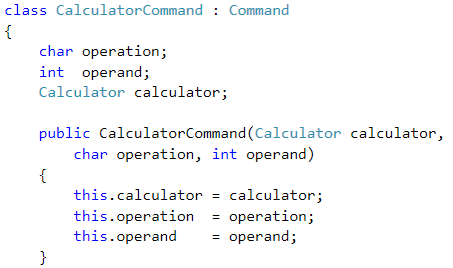 class CalculatorCommand : Command
{
    char operation;
    int  operand;
    Calculator calculator;

    public CalculatorCommand(Calculator calculator,
        char operation, int operand)
    {
        this.calculator = calculator;
        this.operation  = operation;
        this.operand    = operand;
    }